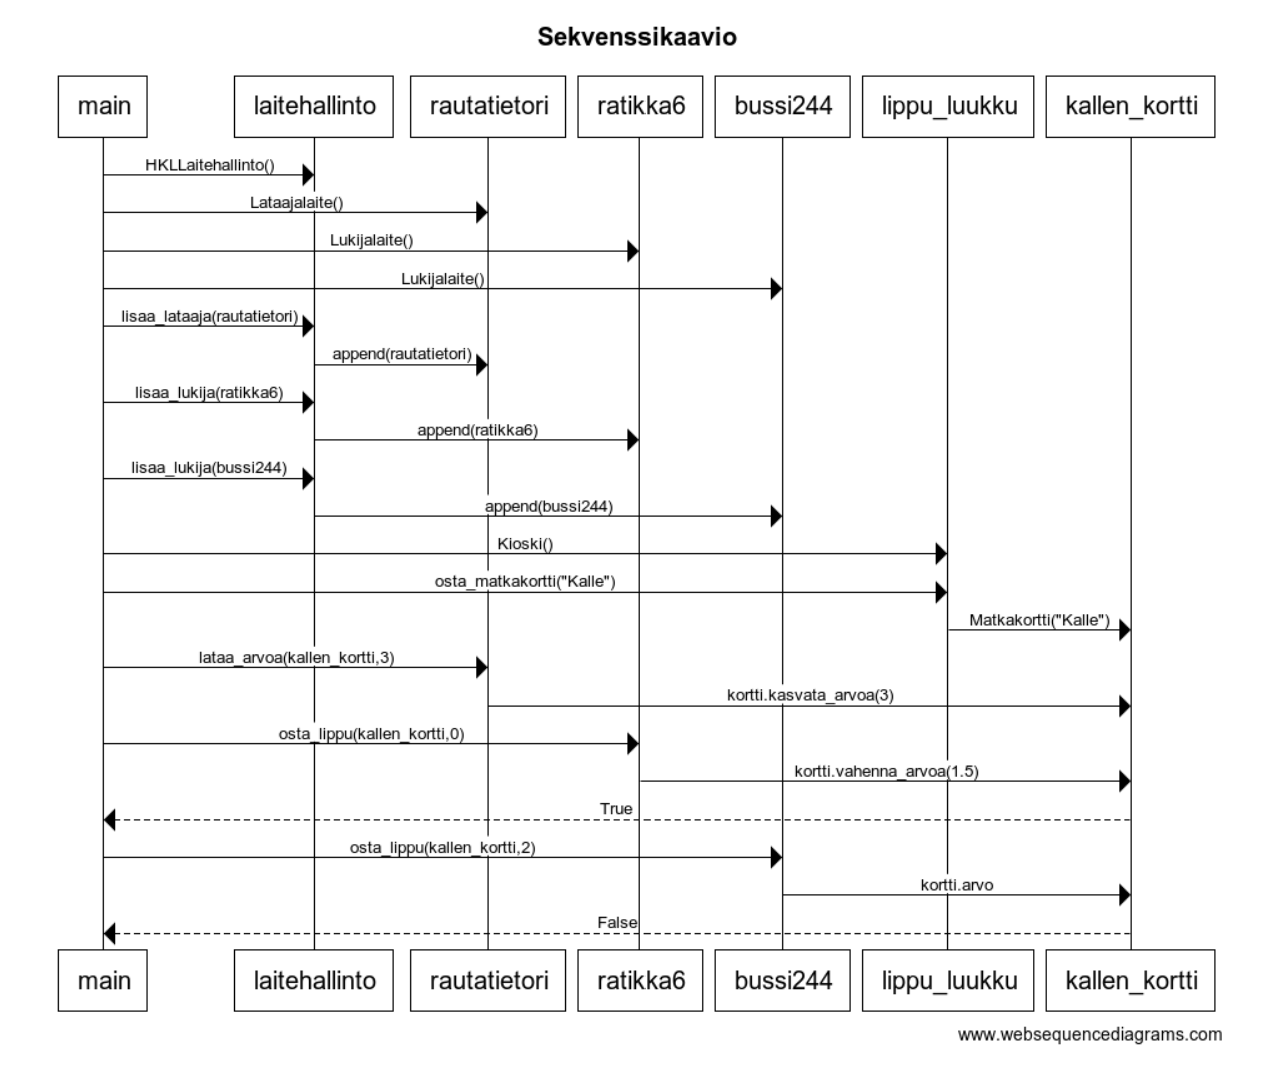 Sekvenssikaavio
main laitehallinto rautatietori ratikka6 bussi244 lippu_luukku kallen_kortti
HKLLaitehallinto()
Lataajalaite()
Lukijalaite()
Lukijalaite()
lisaa_lataaja(rautatietori)
append(rautatietori)
lisaa_lukija(ratikka6)
append(ratikka6)
lisaa_lukija(bussi244)
append(bussi244)
Kioski()
osta_matkakortti("Kalle")
Matkakortti("Kalle")
lataa_arvoa(kallen_kortti,3)
kortti.kasvata_arvoa(3)
osta_lippu(kallen_kortti,0)
kortti.vahenna_arvoa(1.5)
True
osta_lippu(kallen_kortti,2)
kortti.arvo
False
main laitehallinto rautatietori ratikka6 bussi244 lippu_luukku kallen_kortti
www.websequencediagrams.com